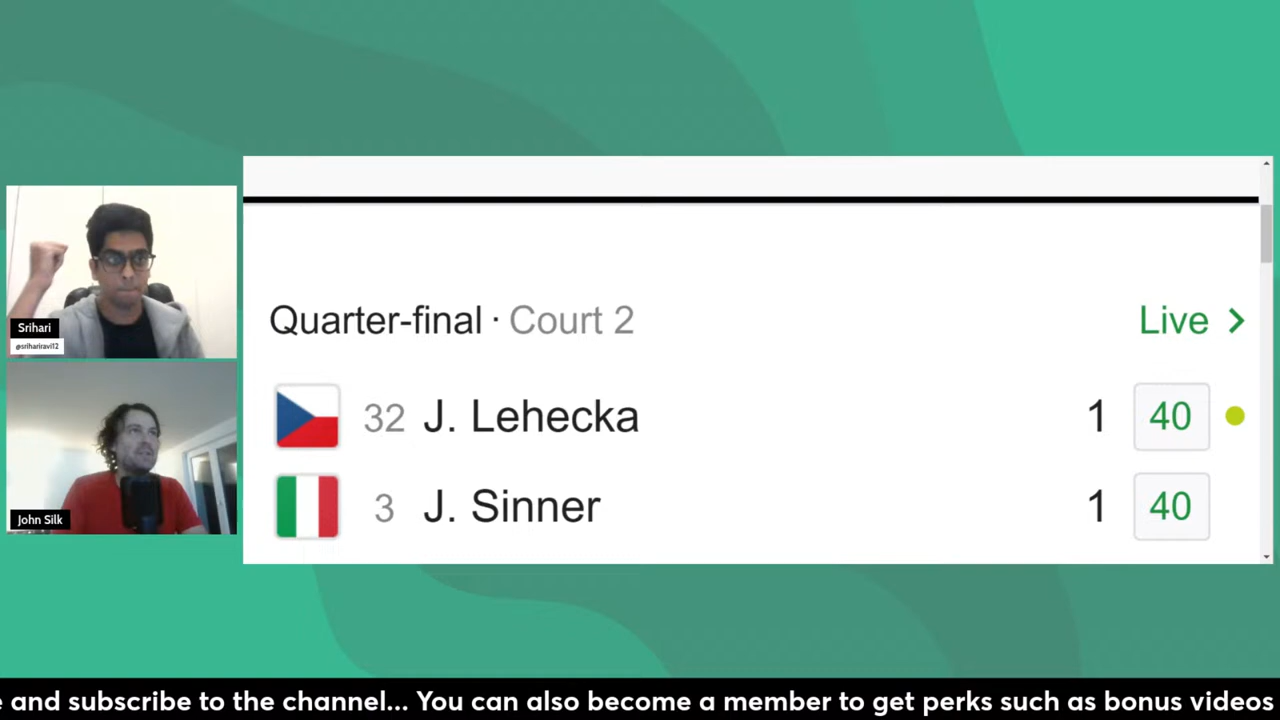 Quarter-final · Court 2
Live
32 J. Lehecka 1 40
3 J. Sinner 1 40
Srihari
@srihariravi12
John Silk
and subscribe to the channel... You can also become a member to get perks such as bonus videos